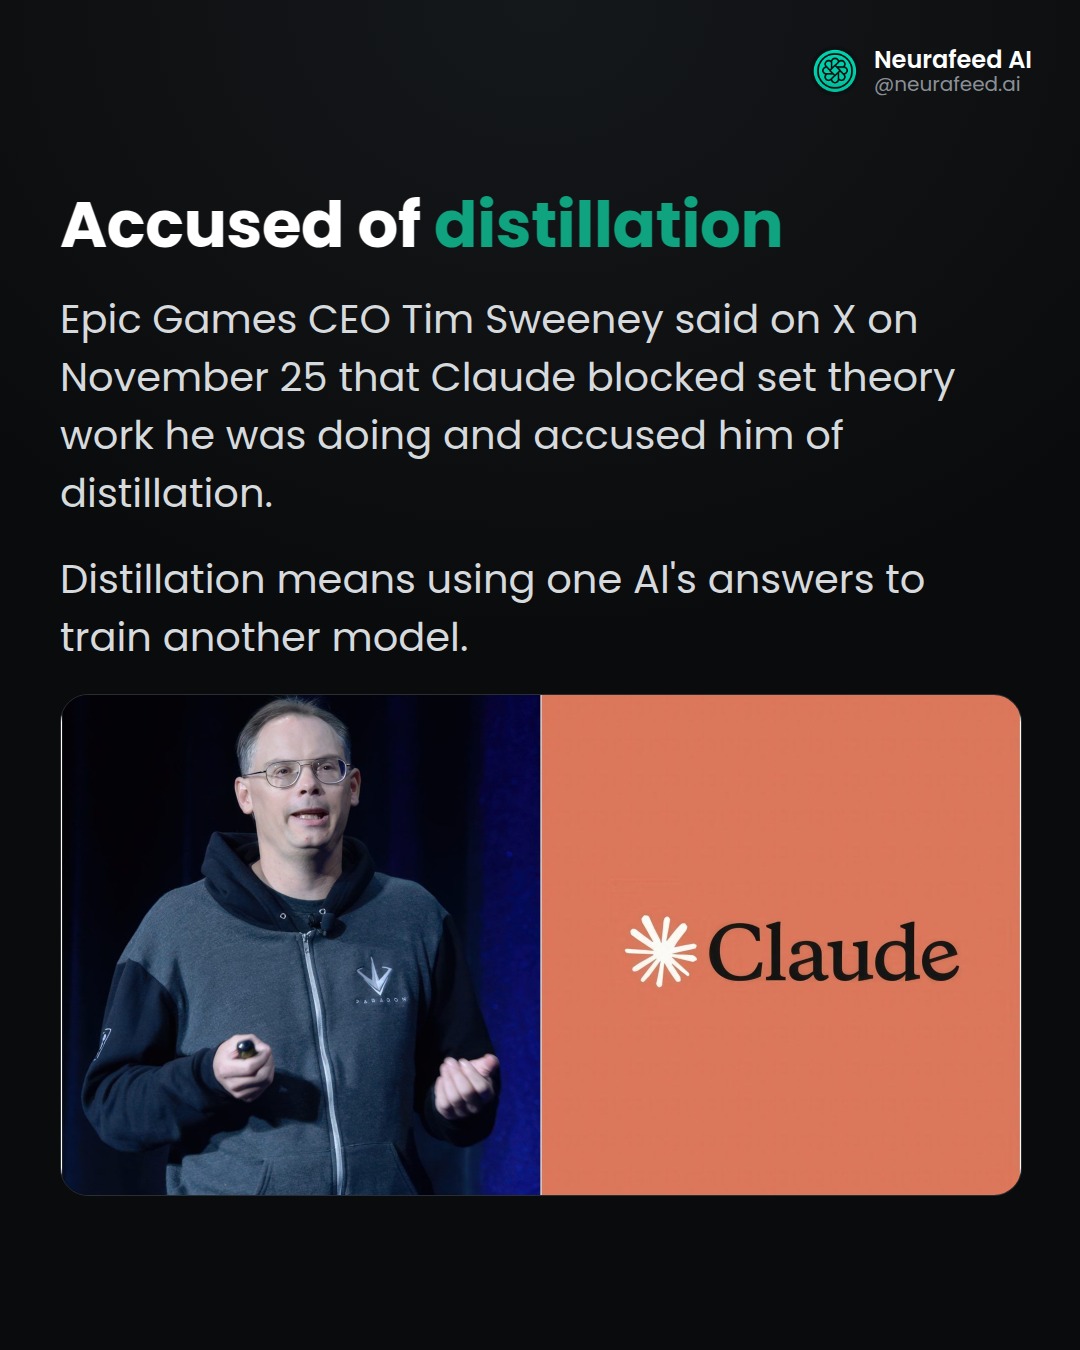 Neurafeed AI
@neurafeed.ai
Accused of distillation
Epic Games CEO Tim Sweeney said on X on
November 25 that Claude blocked set theory
work he was doing and accused him of
distillation.
Distillation means using one AI's answers to
train another model.
PARAGON
Claude